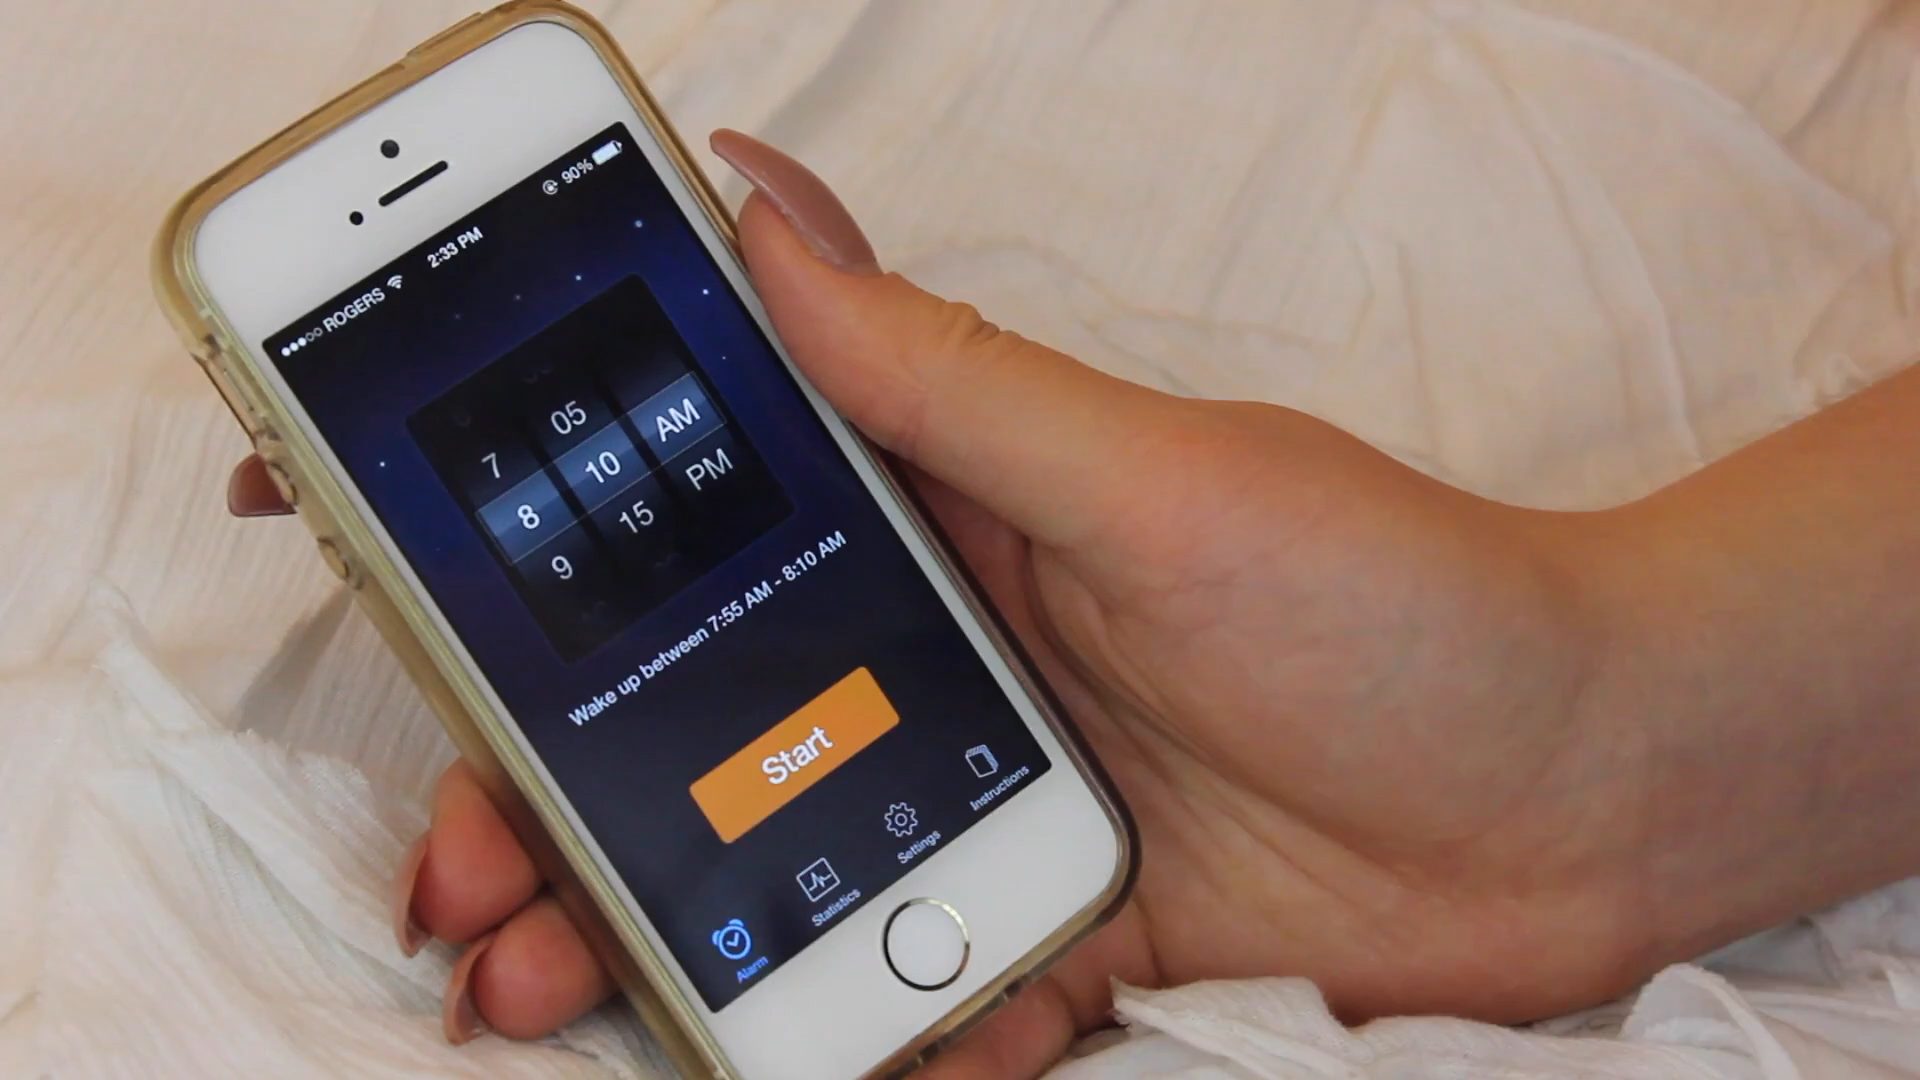 ROGERS 2:33 PM 90%
7 05
8 10 AM
9 15 PM
Wake up between 7:55 AM - 8:10 AM
Start
Alarm Statistics Settings Instructions